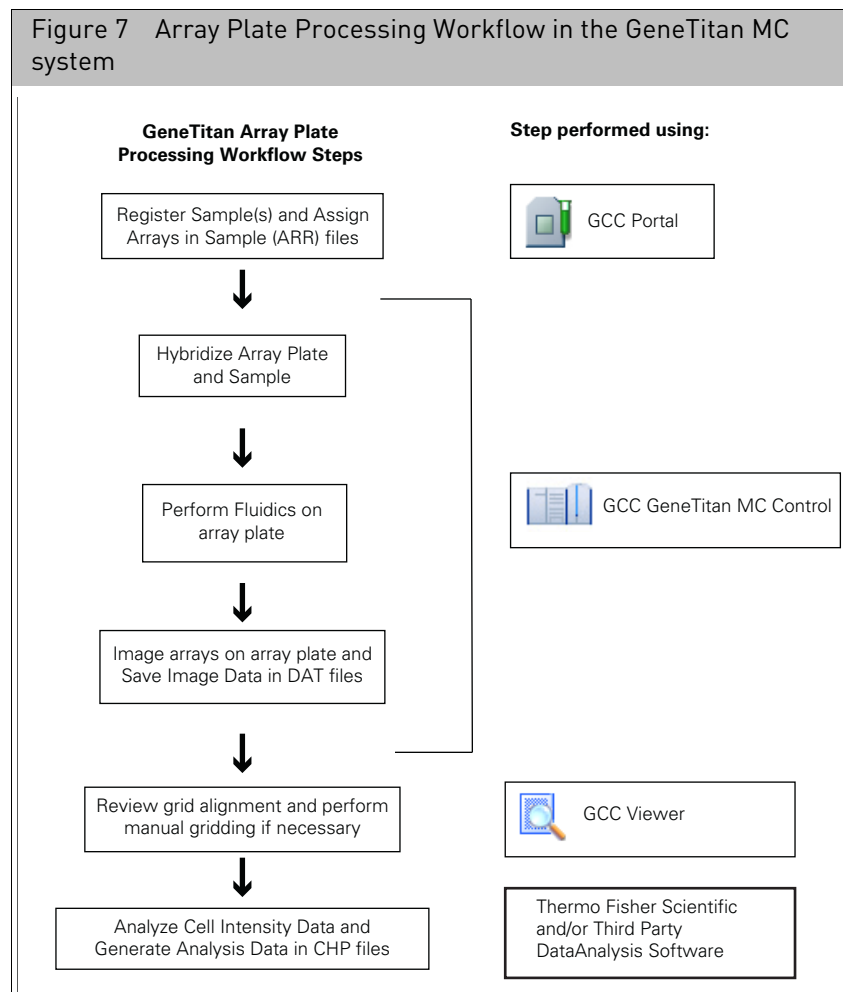 Figure 7 Array Plate Processing Workflow in the GeneTitan MC
system
GeneTitan Array Plate
Processing Workflow Steps
Step performed using:
Register Sample(s) and Assign
Arrays in Sample (ARR) files
GCC Portal
Hybridize Array Plate
and Sample
Perform Fluidics on
array plate
GCC GeneTitan MC Control
Image arrays on array plate and
Save Image Data in DAT files
Review grid alignment and perform
manual gridding if necessary
GCC Viewer
Analyze Cell Intensity Data and
Generate Analysis Data in CHP files
Thermo Fisher Scientific
and/or Third Party
DataAnalysis Software